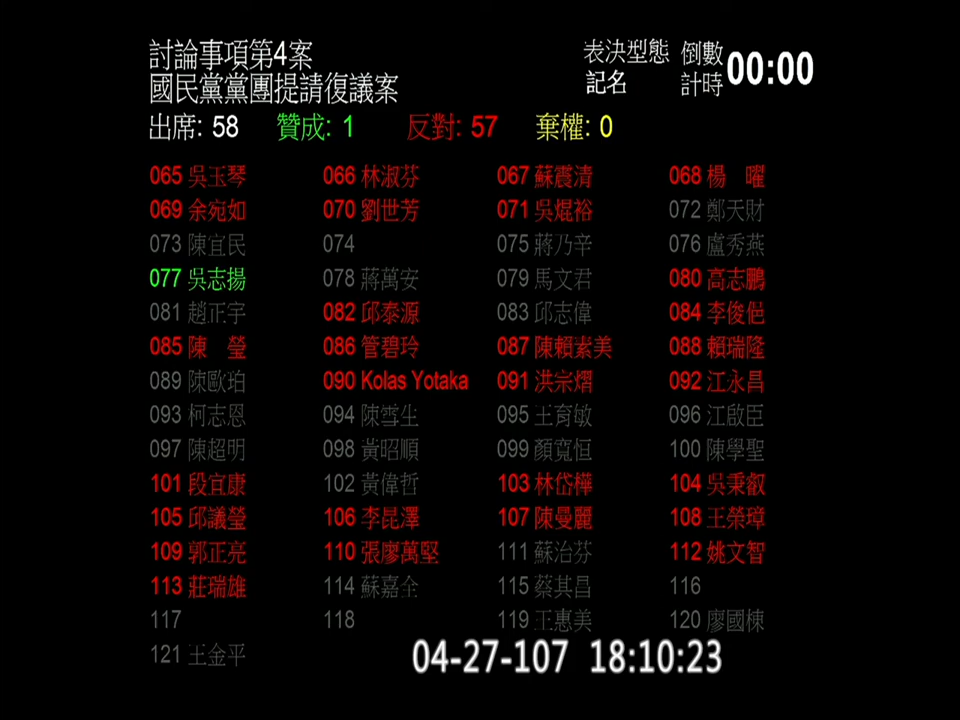 討論事項第4案
國民黨黨團提請復議案
表決型態 倒數 00:00
記名 計時
出席: 58 贊成: 1 反對: 57 棄權: 0
065 吳玉琴 066 林淑芬 067 蘇震清 068 楊 曜
069 余宛如 070 劉世芳 071 吳焜裕 072 鄭天財
073 陳宜民 074 075 蔣乃辛 076 盧秀燕
077 吳志揚 078 蔣萬安 079 馬文君 080 高志鵬
081 趙正宇 082 邱泰源 083 邱志偉 084 李俊俋
085 陳 瑩 086 管碧玲 087 陳賴素美 088 賴瑞隆
089 陳歐珀 090 Kolas Yotaka 091 洪宗熠 092 江永昌
093 柯志恩 094 陳雪生 095 王育敏 096 江啟臣
097 陳超明 098 黃昭順 099 顏寬恒 100 陳學聖
101 段宜康 102 黃偉哲 103 林岱樺 104 吳秉叡
105 邱議瑩 106 李昆澤 107 陳曼麗 108 王榮璋
109 郭正亮 110 張廖萬堅 111 蘇治芬 112 姚文智
113 莊瑞雄 114 蘇嘉全 115 蔡其昌 116
117 118 119 王惠美 120 廖國棟
121 王金平
04-27-107 18:10:23